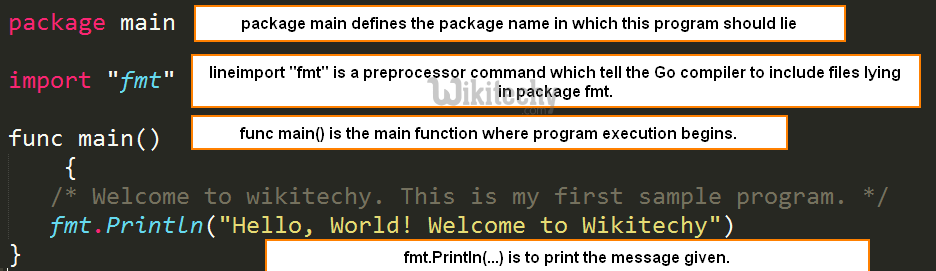 package main
package main defines the package name in which this program should lie
import "fmt"
lineimport "fmt" is a preprocessor command which tell the Go compiler to include files lying
in package fmt.
Wikitechy
.com
func main()
func main() is the main function where program execution begins.
{
/* Welcome to wikitechy. This is my first sample program. */
fmt.Println("Hello, World! Welcome to Wikitechy")
}
fmt.Println(...) is to print the message given.